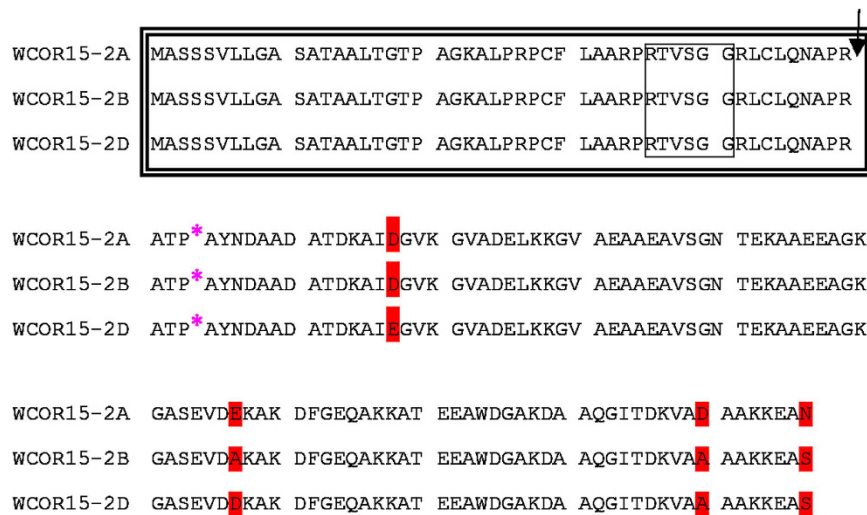 WCOR15-2A MASSSVLLGA SATAALTGTP AGKALPRPCF LAARPRTVSG GRLCLQNAPR
WCOR15-2B MASSSVLLGA SATAALTGTP AGKALPRPCF LAARPRTVSG GRLCLQNAPR
WCOR15-2D MASSSVLLGA SATAALTGTP AGKALPRPCF LAARPRTVSG GRLCLQNAPR
WCOR15-2A ATP*AYNDAAD ATDKAIDGVK GVADELKKGV AEAAEAVSGN TEKAAEEAGK
WCOR15-2B ATP*AYNDAAD ATDKAIDGVK GVADELKKGV AEAAEAVSGN TEKAAEEAGK
WCOR15-2D ATP*AYNDAAD ATDKAIEGVK GVADELKKGV AEAAEAVSGN TEKAAEEAGK
WCOR15-2A GASEVDEKAK DFGEQAKKAT EEAWDGAKDA AQGITDKVAD AAKKEAN
WCOR15-2B GASEVDAKAK DFGEQAKKAT EEAWDGAKDA AQGITDKVAA AAKKEAS
WCOR15-2D GASEVDDKAK DFGEQAKKAT EEAWDGAKDA AQGITDKVAA AAKKEAS